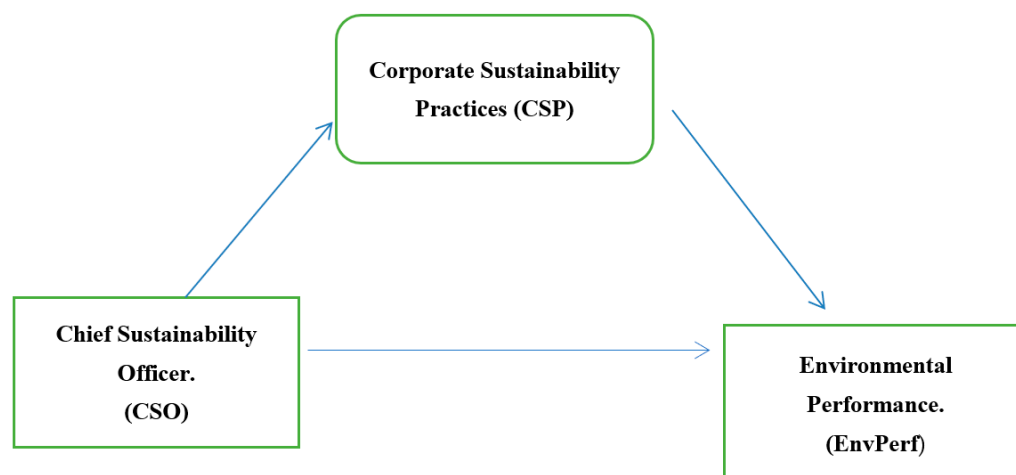 Corporate Sustainability
Practices (CSP)
Chief Sustainability
Officer.
(CSO)
Environmental
Performance.
(EnvPerf)